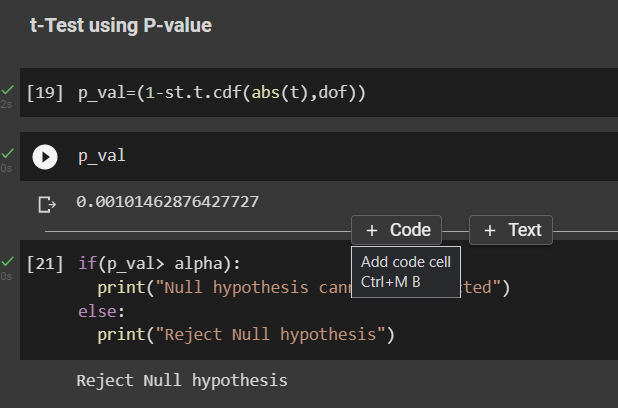 t-Test using P-value
[19] p_val=(1-st.t.cdf(abs(t),dof))
2s
p_val
0s
0.00101462876427727
+ Code + Text
Add code cell
Ctrl+M B
[21] if(p_val> alpha):
0s
print("Null hypothesis cann ted")
else:
print("Reject Null hypothesis")
Reject Null hypothesis